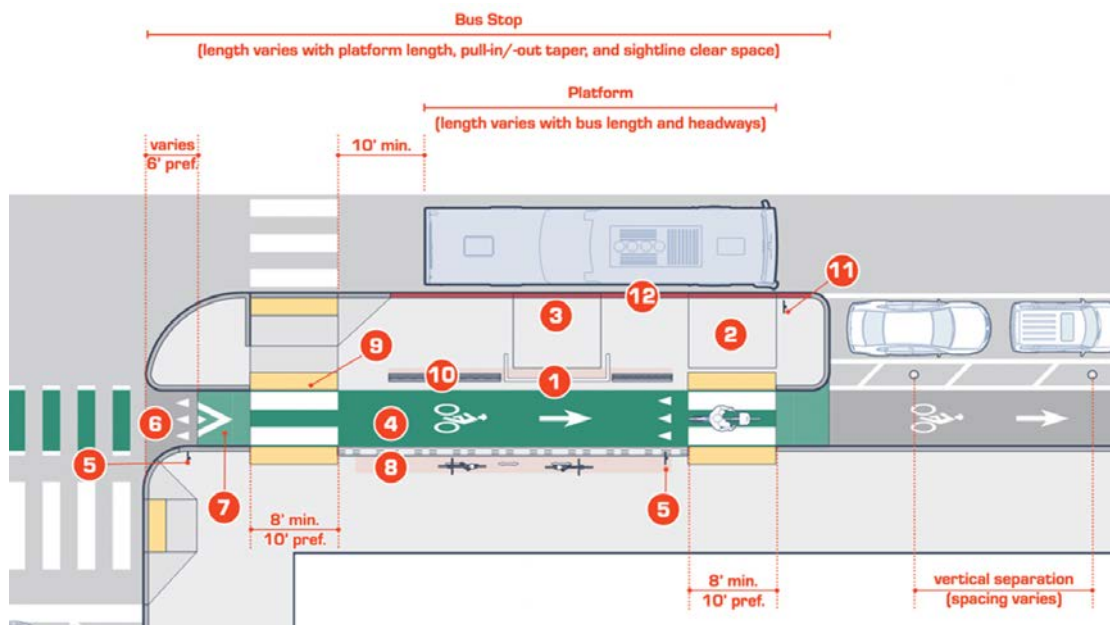 Bus Stop
(length varies with platform length, pull-in/-out taper, and sightline clear space)
Platform
(length varies with bus length and headways)
varies
6' pref.
10' min.
11
12
3
2
9
10
1
6
4
5
8
7
5
8' min.
10' pref.
8' min.
10' pref.
vertical separation
(spacing varies)